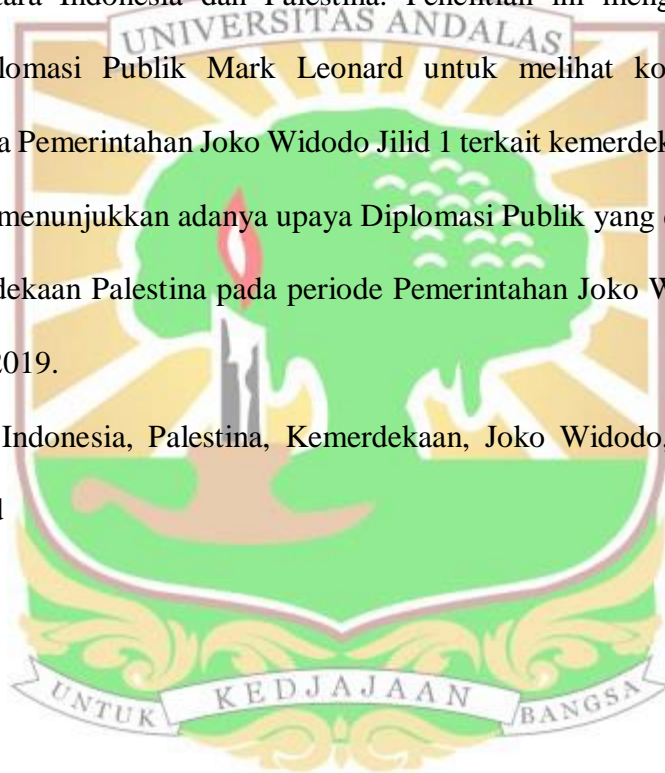 tara Indonesia dan Palestina. Penelitian ini meng
UNIVERSITAS ANDALAS
lomasi Publik Mark Leonard untuk melihat ko
a Pemerintahan Joko Widodo Jilid 1 terkait kemerdek
menunjukkan adanya upaya Diplomasi Publik yang
dekaan Palestina pada periode Pemerintahan Joko W
2019.
Indonesia, Palestina, Kemerdekaan, Joko Widodo,
UNTUK KEDJAJAAN BANGSA